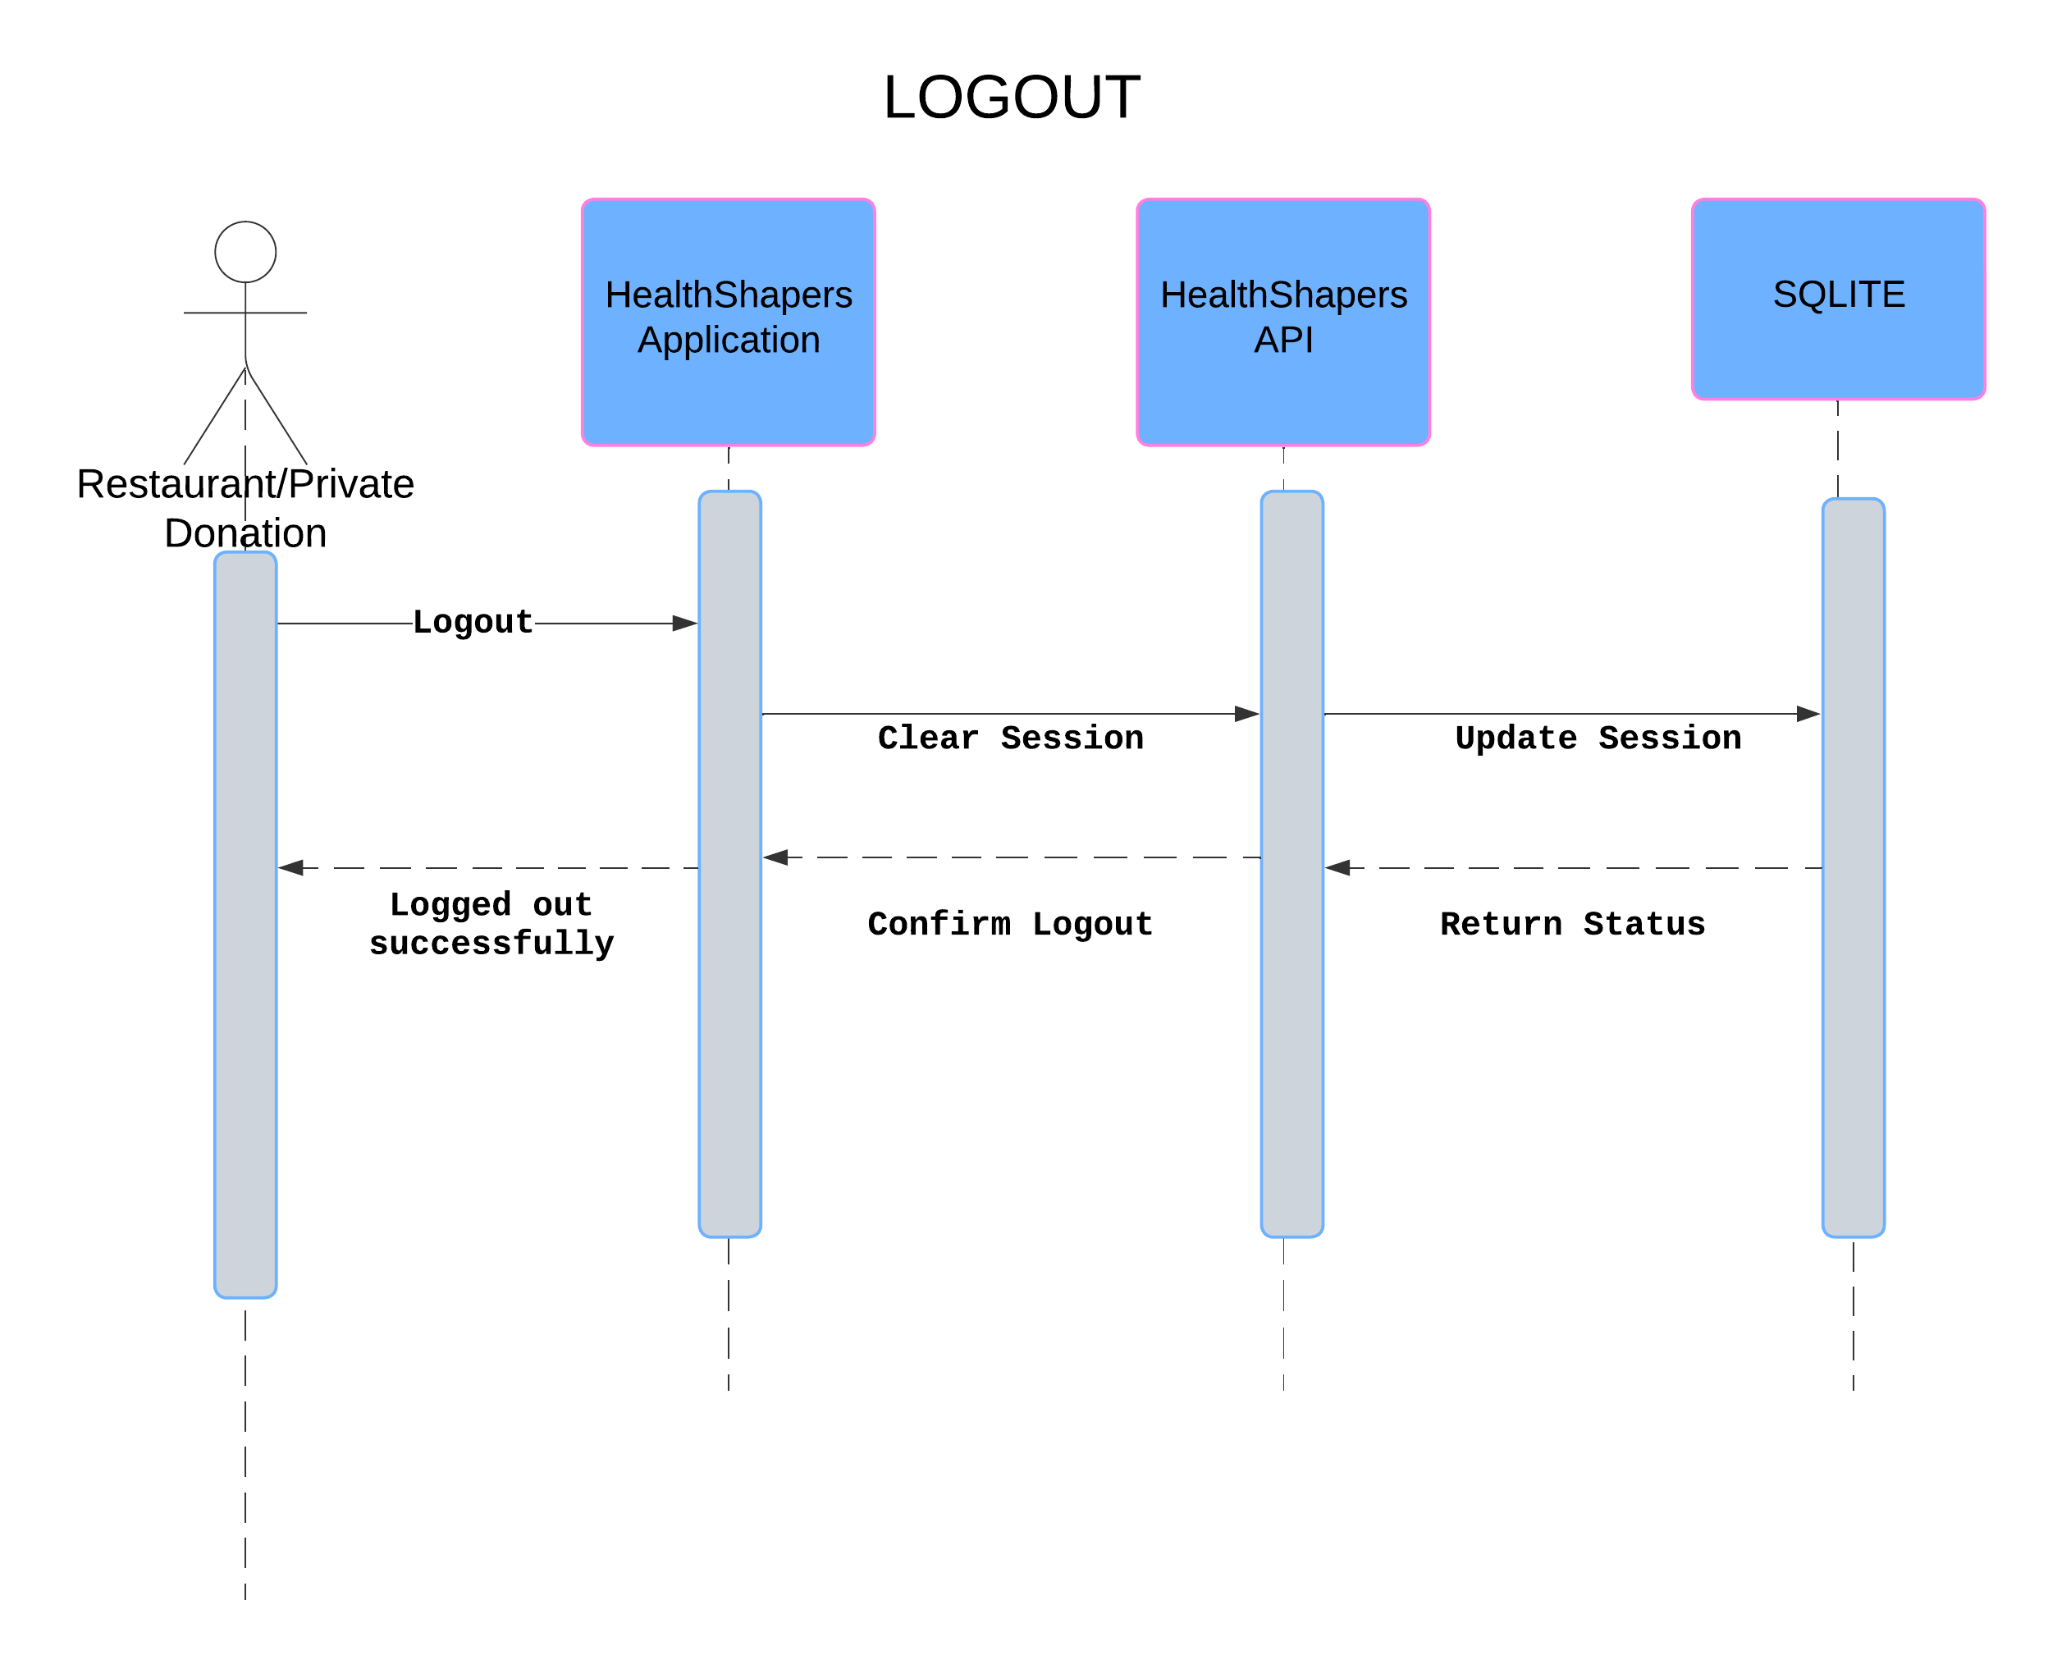 LOGOUT
HealthShapers
Application
HealthShapers
API
SQLITE
Restaurant/Private
Donation
Logout
Clear Session
Update Session
Logged out
successfully
Confirm Logout
Return Status